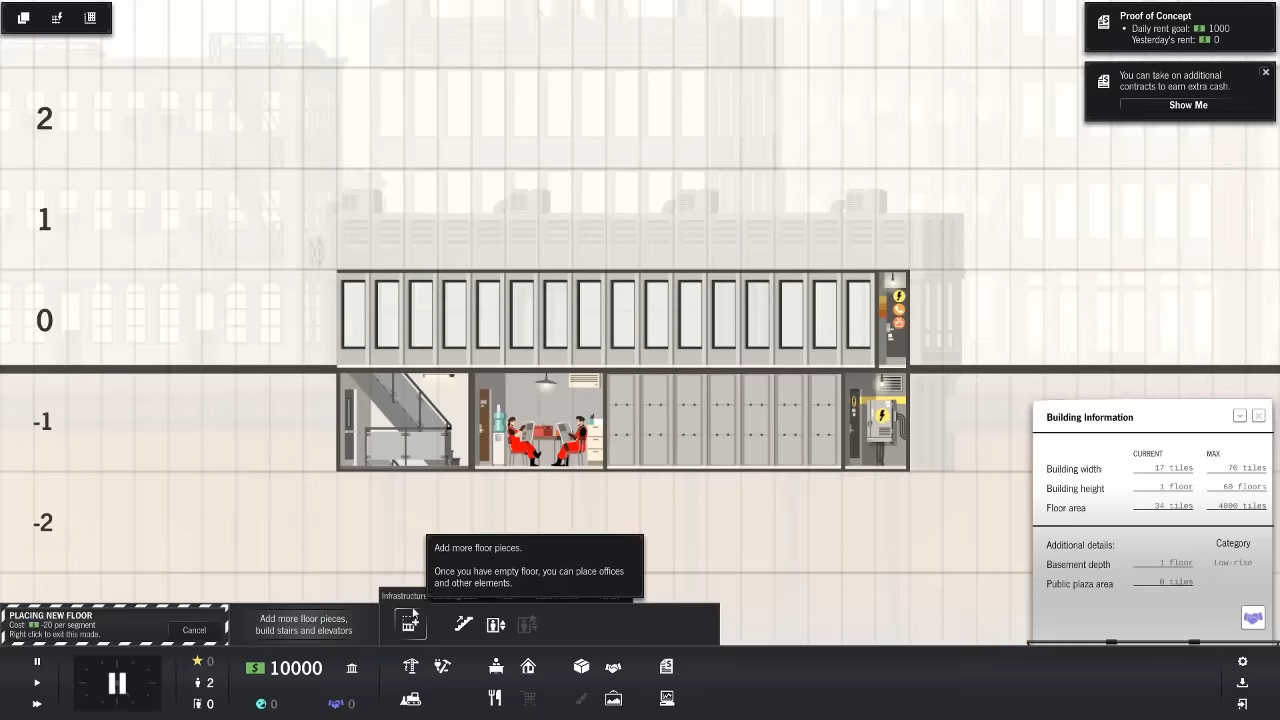 Proof of Concept
• Daily rent goal: 1000
Yesterday's rent: 0
You can take on additional
contracts to earn extra cash.
Show Me
2
1
0
-1
-2
Building Information
CURRENT MAX
Building width 17 tiles 70 tiles
Building height 1 floor 60 floors
Floor area 34 tiles 4000 tiles
Additional details: Category
Basement depth 1 floor Low-rise
Public plaza area 0 tiles
Add more floor pieces.
Once you have empty floor, you can place offices
and other elements.
Infrastructure
PLACING NEW FLOOR
Cost: -20 per segment
Right click to exit this mode.
Cancel
Add more floor pieces,
build stairs and elevators
0
2
0
10000
0
0